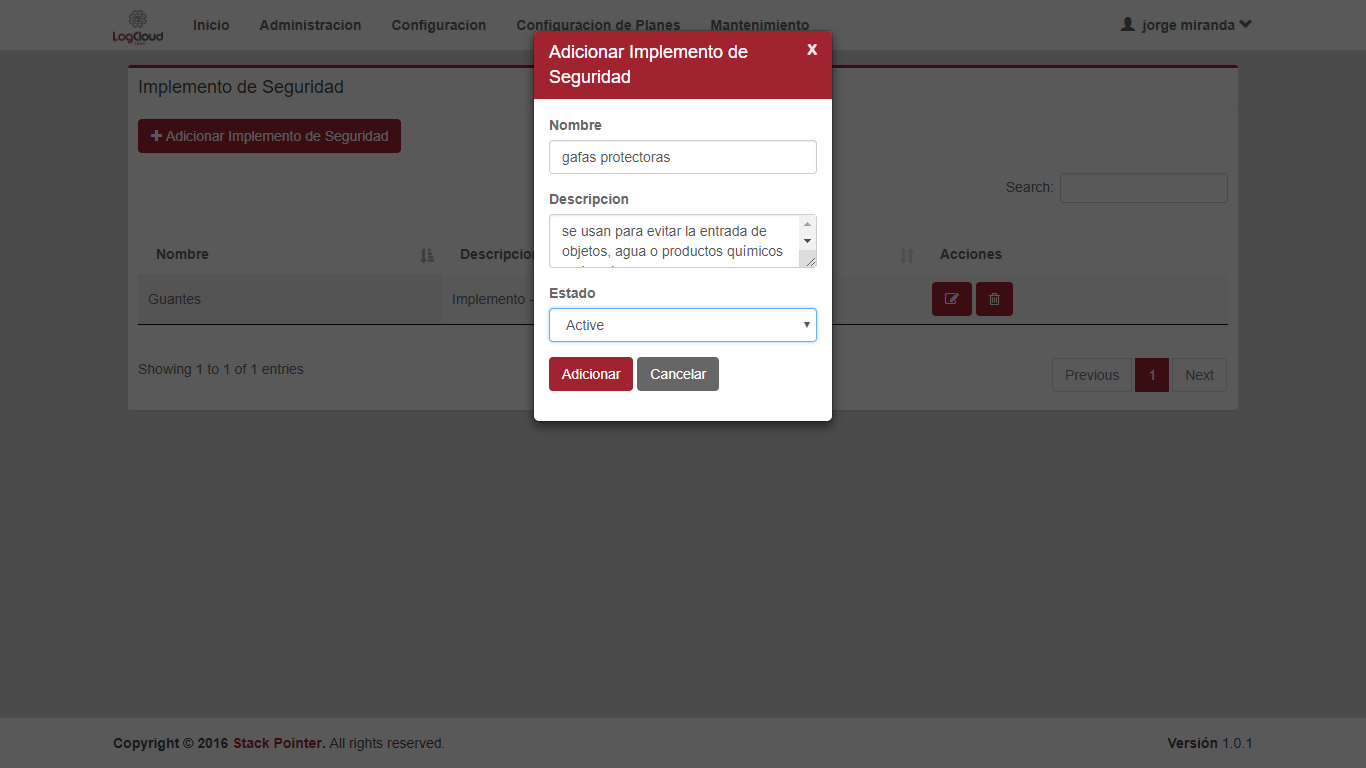 LogCloud
Inicio
Administracion
Configuracion
Configuracion de Planes
Mantenimiento
jorge miranda
Implemento de Seguridad
Adicionar Implemento de Seguridad
Search:
Nombre
Descripcion
Acciones
Guantes
Implemento -
Showing 1 to 1 of 1 entries
Previous
1
Next
Adicionar Implemento de
Seguridad
x
Nombre
gafas protectoras
Descripcion
se usan para evitar la entrada de
objetos, agua o productos químicos
Estado
Active
Adicionar
Cancelar
Copyright © 2016 Stack Pointer. All rights reserved.
Versión 1.0.1